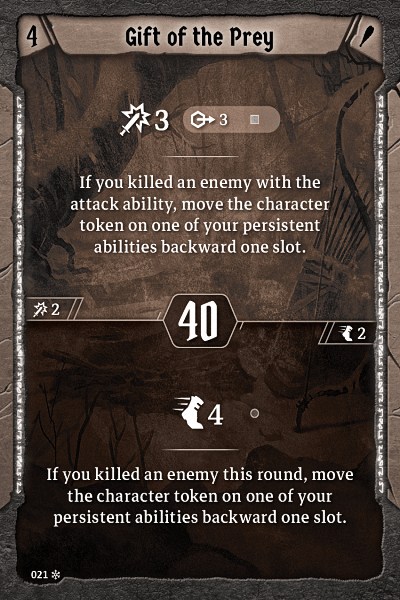 4 Gift of the Prey
3 3
If you killed an enemy with the
attack ability, move the character
token on one of your persistent
abilities backward one slot.
2
40
2
4
If you killed an enemy this round, move
the character token on one of your
persistent abilities backward one slot.
021